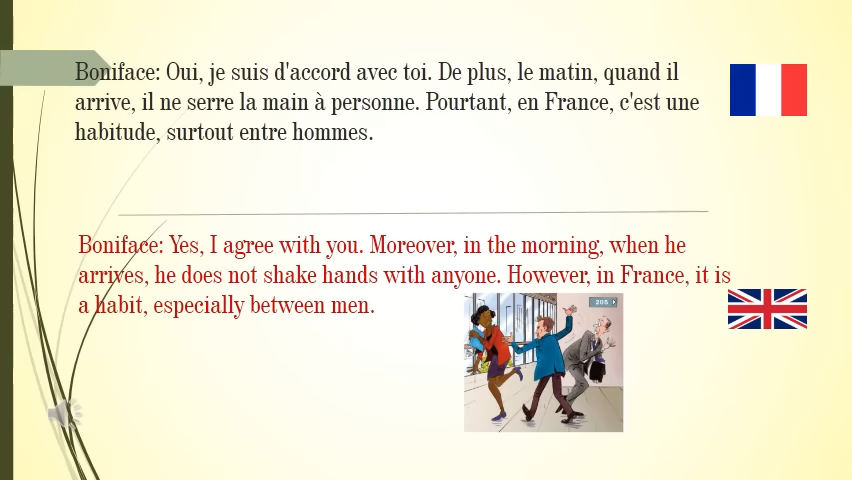 Boniface: Oui, je suis d'accord avec toi. De plus, le matin, quand il
arrive, il ne serre la main à personne. Pourtant, en France, c'est une
habitude, surtout entre hommes.
Boniface: Yes, I agree with you. Moreover, in the morning, when he
arrives, he does not shake hands with anyone. However, in France, it is
a habit, especially between men.
205